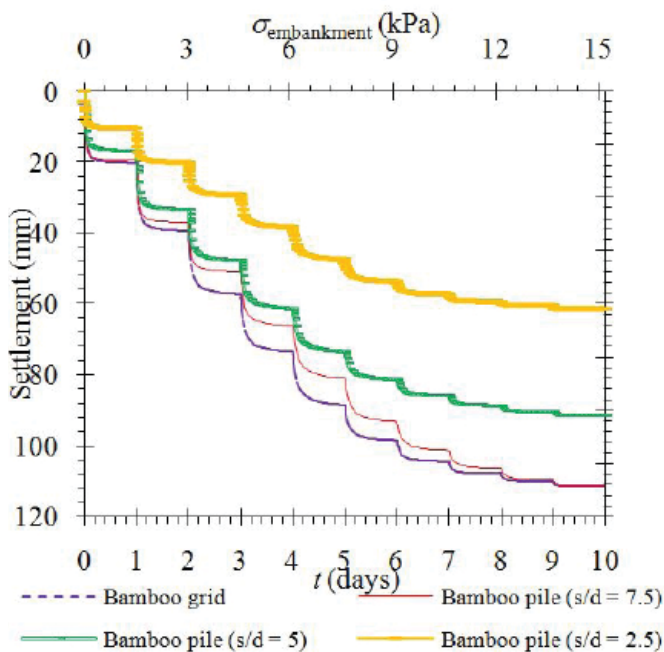 σembankment (kPa)
0 3 6 9 12 15
0
20
40
60
80
100
120
Settlement (mm)
0 1 2 3 4 5 6 7 8 9 10
t (days)
Bamboo grid
Bamboo pile (s/d = 7.5)
Bamboo pile (s/d = 5)
Bamboo pile (s/d = 2.5)